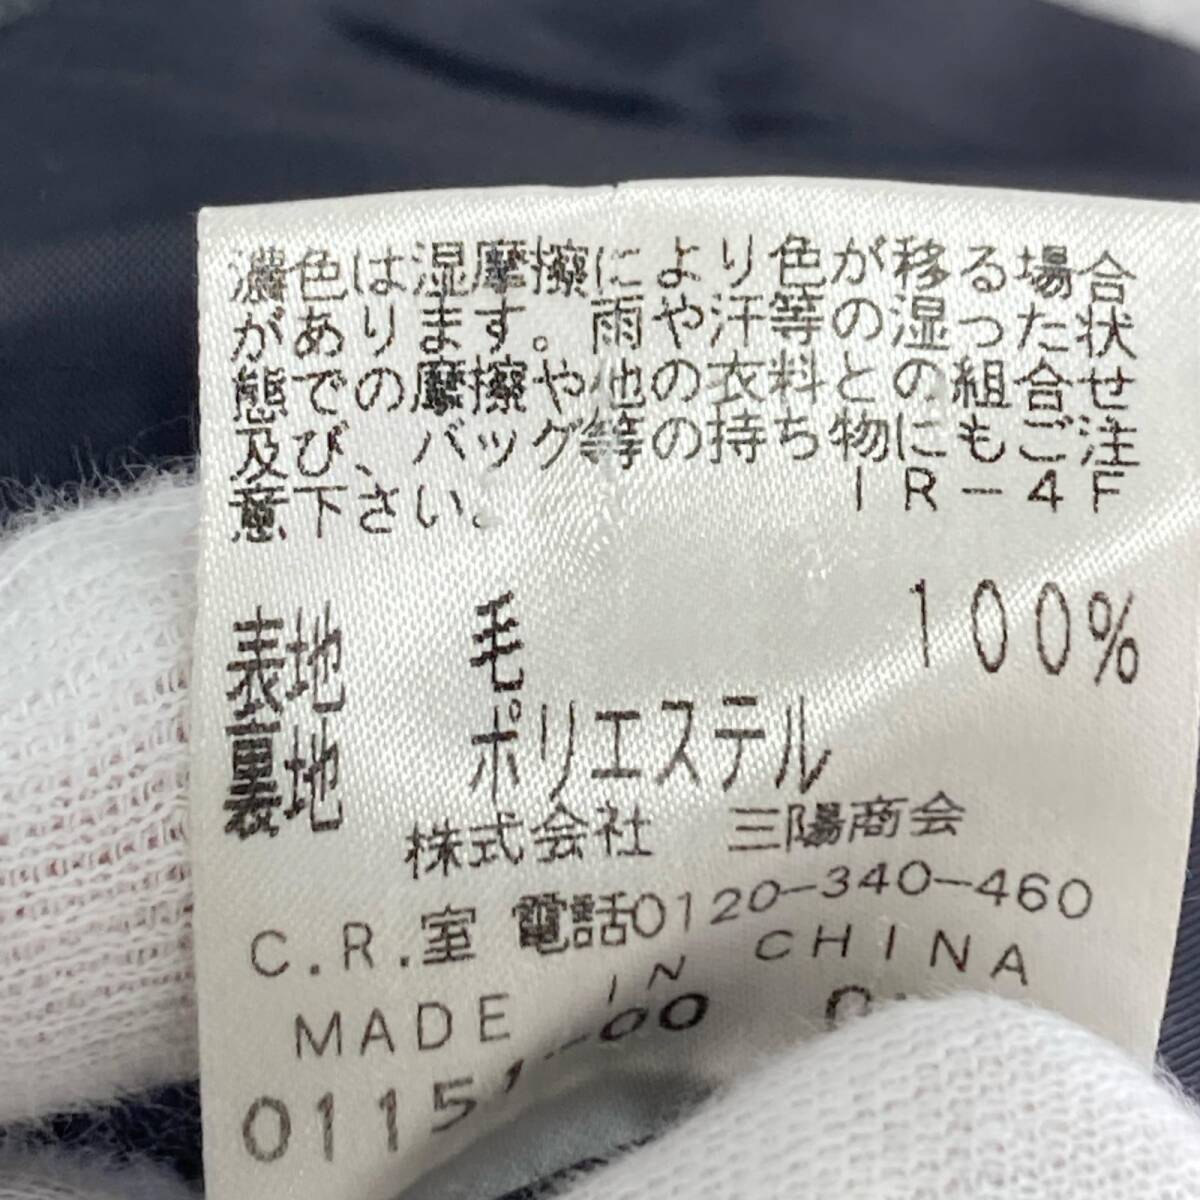 濃色は湿摩擦により色が移る場合
があります。雨や汗等の湿った状
態での摩擦や他の衣料との組合せ
及び、バッグ等の持ち物にもご注
意下さい。 IR-4F
表地 毛 100%
裏地 ポリエステル
株式会社 三陽商会
C.R.室 電話0120-340-460
MADE IN CHINA
01151-00